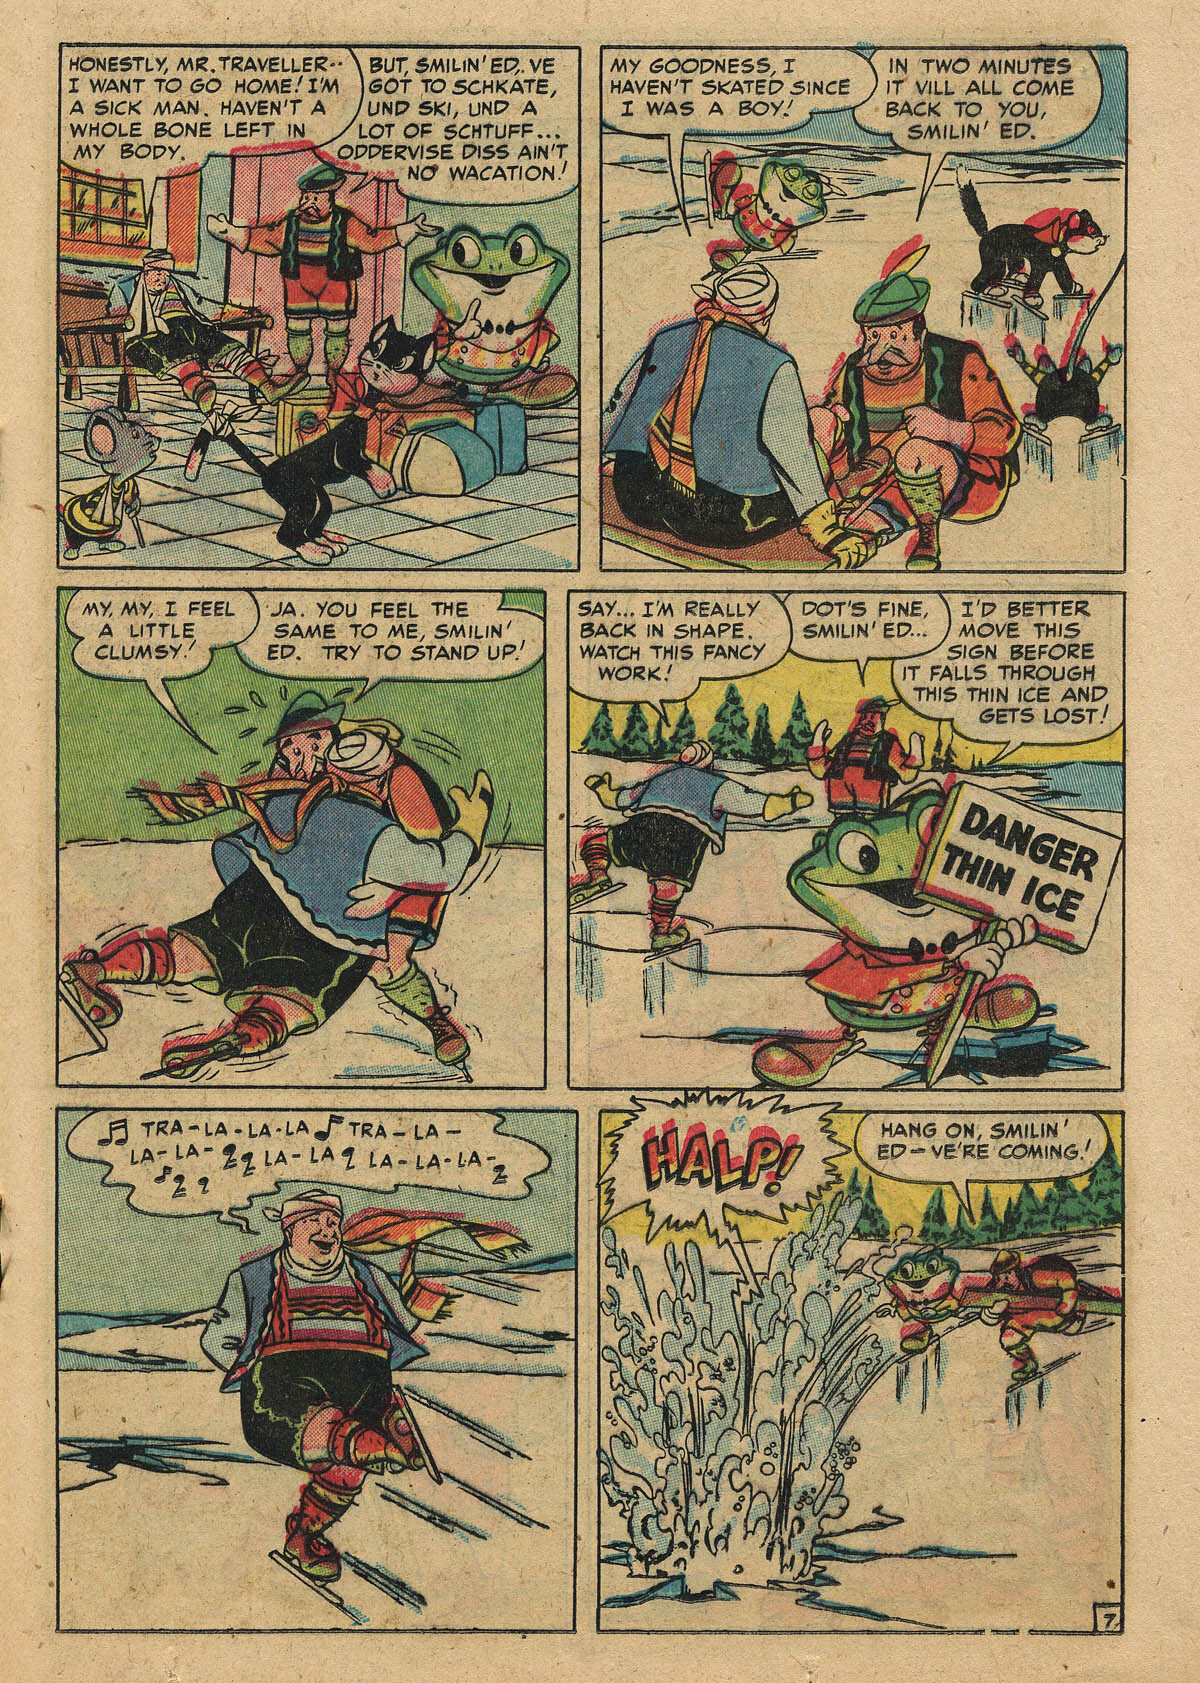 HONESTLY, MR. TRAVELLER--
I WANT TO GO HOME! I'M
A SICK MAN. HAVEN'T A
WHOLE BONE LEFT IN
MY BODY.
BUT, SMILIN' ED, VE
GOT TO SCHKATE,
UND SKI, UND A
LOT OF SCHTUFF...
ODDERVISE DISS AIN'T
NO WACATION!
MY GOODNESS, I
HAVEN'T SKATED SINCE
I WAS A BOY!
IN TWO MINUTES
IT VILL ALL COME
BACK TO YOU,
SMILIN' ED.
MY, MY, I FEEL
A LITTLE
CLUMSY!
JA. YOU FEEL THE
SAME TO ME, SMILIN'
ED. TRY TO STAND UP!
SAY... I'M REALLY
BACK IN SHAPE.
WATCH THIS FANCY
WORK!
DOT'S FINE,
SMILIN' ED...
I'D BETTER
MOVE THIS
SIGN BEFORE
IT FALLS THROUGH
THIS THIN ICE AND
GETS LOST!
DANGER
THIN ICE
TRA-LA-LA-LA TRA-LA-
LA-LA- LA-LA LA-LA-LA-
HALP!
HANG ON, SMILIN'
ED-VE'RE COMING!
7